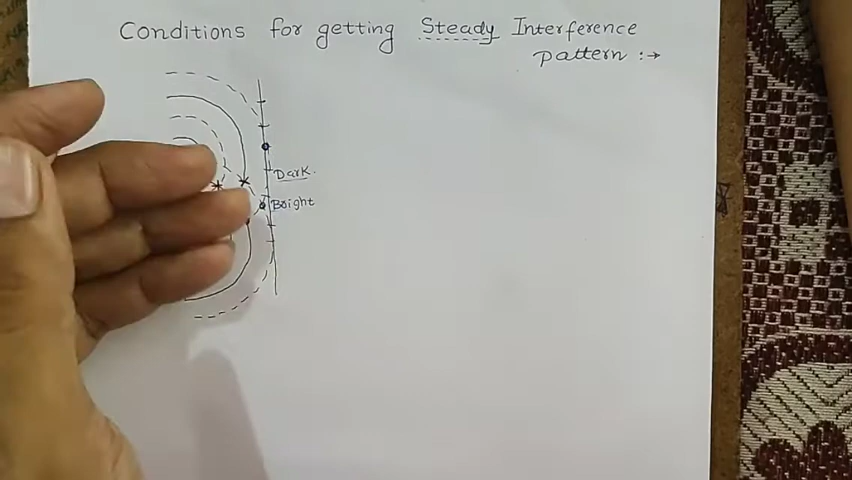 Conditions for getting Steady Interference
pattern :→
Dark.
Bright